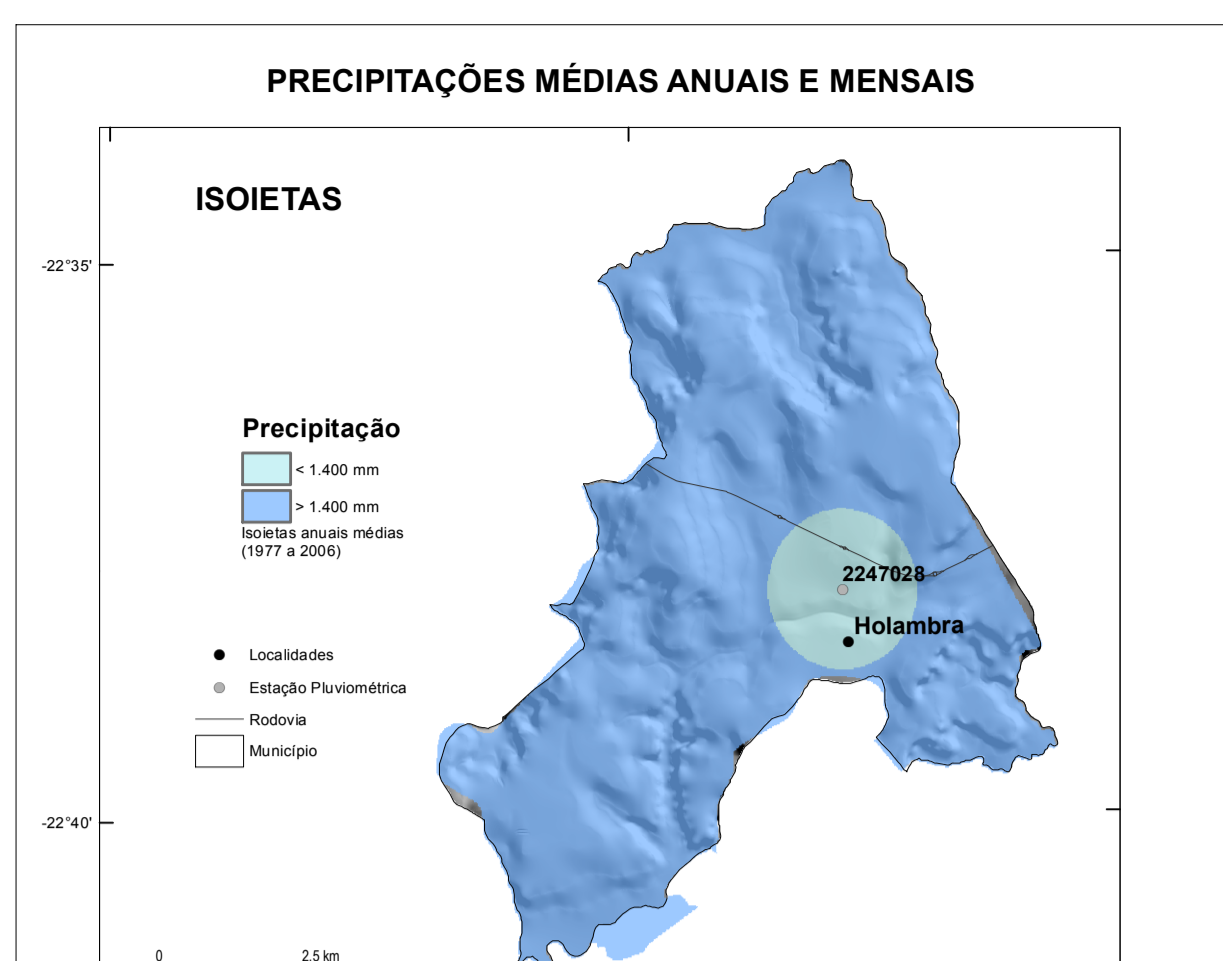 PRECIPITAÇÕES MÉDIAS ANUAIS E MENSAIS
ISOIETAS
-22°35'
Precipitação
< 1.400 mm
> 1.400 mm
Isoietas anuais médias
(1977 a 2006)
2247028
Holambra
Localidades
Estação Pluviométrica
Rodovia
Município
-22°40'
0 2,5 km